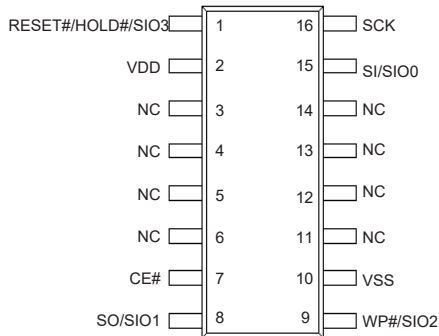 RESET#/HOLD#/SIO3 1 16 SCK
VDD 2 15 SI/SIO0
NC 3 14 NC
NC 4 13 NC
NC 5 12 NC
NC 6 11 NC
CE# 7 10 VSS
SO/SIO1 8 9 WP#/SIO2